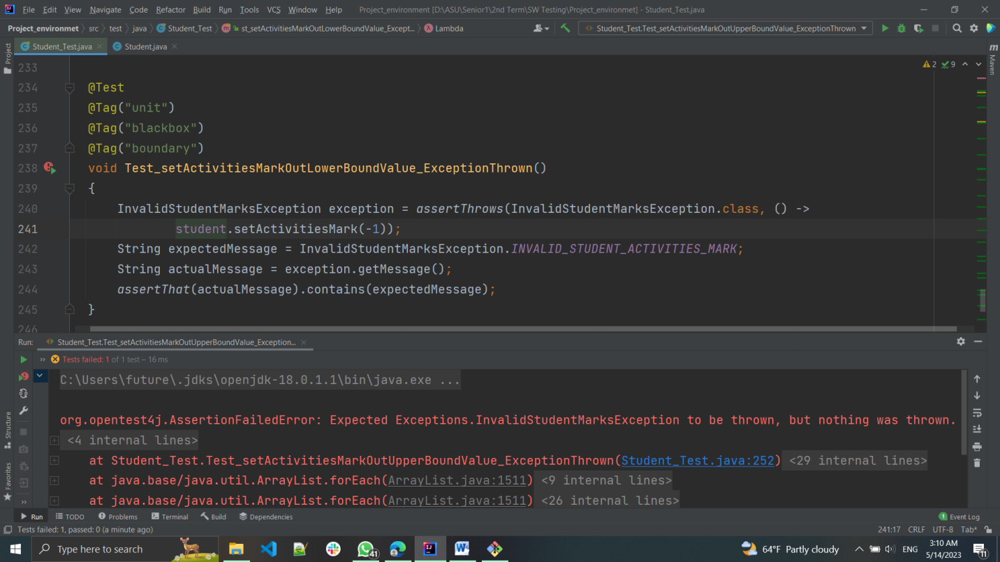 File Edit View Navigate Code Refactor Build Run Tools VCS Window Help Project_environment [D:\ASU\Senior1\2nd Term\SW Testing\Project_environmet] - Student_Test.java
Project_environmet src test java Student_Test st_setActivitiesMarkOutLowerBoundValue_Except... Lambda Student_Test.Test_setActivitiesMarkOutUpperBoundValue_ExceptionThrown
Student_Test.java Student.java
Project
Maven
2 9
233
234 @Test
235 @Tag("unit")
236 @Tag("blackbox")
237 @Tag("boundary")
238 void Test_setActivitiesMarkOutLowerBoundValue_ExceptionThrown()
239 {
240 InvalidStudentMarksException exception = assertThrows(InvalidStudentMarksException.class, () ->
241 student.setActivitiesMark(-1));
242 String expectedMessage = InvalidStudentMarksException.INVALID_STUDENT_ACTIVITIES_MARK;
243 String actualMessage = exception.getMessage();
244 assertThat(actualMessage).contains(expectedMessage);
245 }
246
Run: Student_Test.Test_setActivitiesMarkOutUpperBoundValue_Exception...
Tests failed: 1 of 1 test – 16 ms
C:\Users\future\.jdks\openjdk-18.0.1.1\bin\java.exe ...
org.opentest4j.AssertionFailedError: Expected Exceptions.InvalidStudentMarksException to be thrown, but nothing was thrown.
<4 internal lines>
at Student_Test.Test_setActivitiesMarkOutUpperBoundValue_ExceptionThrown(Student_Test.java:252) <29 internal lines>
at java.base/java.util.ArrayList.forEach(ArrayList.java:1511) <9 internal lines>
at java.base/java.util.ArrayList.forEach(ArrayList.java:1511) <26 internal lines>
Structure
Favorites
Run TODO Problems Terminal Build Dependencies 1 Event Log
Tests failed: 1, passed: 0 (a minute ago) 241:17 CRLF UTF-8 Tab*
Type here to search 41 64°F Partly cloudy ENG 3:10 AM
5/14/2023 11